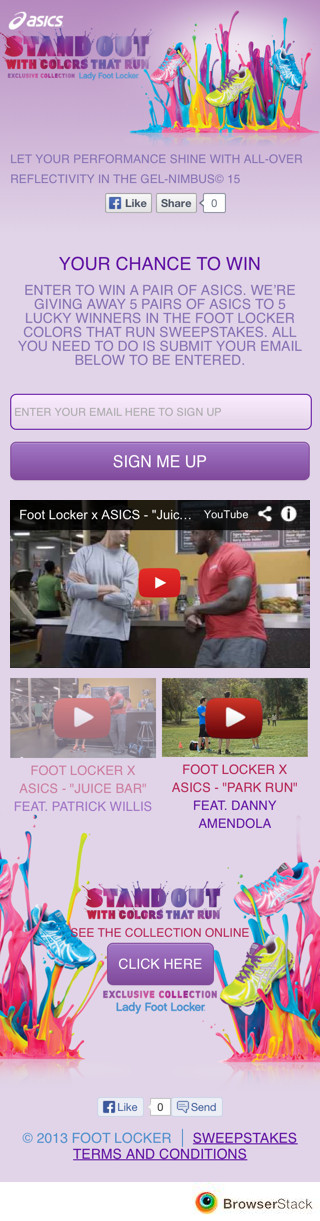 asics
STAND OUT
WITH COLORS THAT RUN
EXCLUSIVE COLLECTION Lady Foot Locker
LET YOUR PERFORMANCE SHINE WITH ALL-OVER
REFLECTIVITY IN THE GEL-NIMBUS© 15
Like Share 0
YOUR CHANCE TO WIN
ENTER TO WIN A PAIR OF ASICS. WE'RE
GIVING AWAY 5 PAIRS OF ASICS TO 5
LUCKY WINNERS IN THE FOOT LOCKER
COLORS THAT RUN SWEEPSTAKES. ALL
YOU NEED TO DO IS SUBMIT YOUR EMAIL
BELOW TO BE ENTERED.
ENTER YOUR EMAIL HERE TO SIGN UP
SIGN ME UP
Foot Locker x ASICS - "Juic... YouTube
FOOT LOCKER X
ASICS - "JUICE BAR"
FEAT. PATRICK WILLIS
FOOT LOCKER X
ASICS - "PARK RUN"
FEAT. DANNY
AMENDOLA
STAND OUT
WITH COLORS THAT RUN
SEE THE COLLECTION ONLINE
CLICK HERE
EXCLUSIVE COLLECTION
Lady Foot Locker
Like 0 Send
© 2013 FOOT LOCKER | SWEEPSTAKES
TERMS AND CONDITIONS
BrowserStack